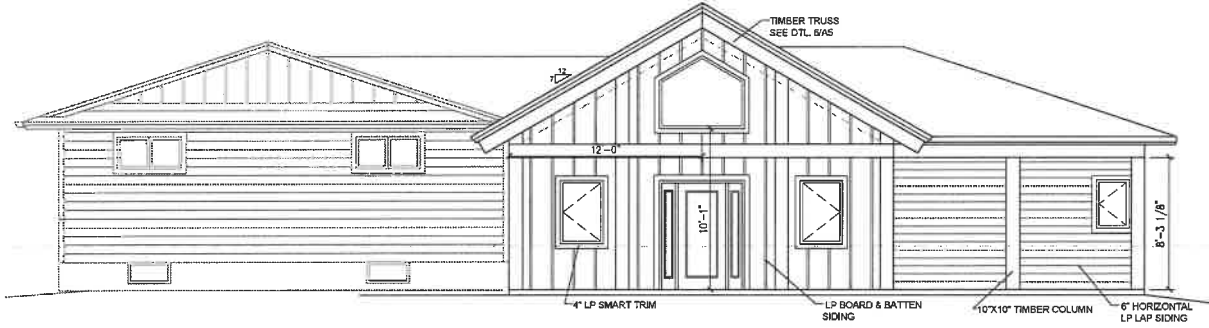 TIMBER TRUSS
SEE DTL. 5/A5
12
7
12'-0"
10'-1"
8'-3 1/8"
4" LP SMART TRIM
LP BOARD & BATTEN
SIDING
10"X10" TIMBER COLUMN
6" HORIZONTAL
LP LAP SIDING